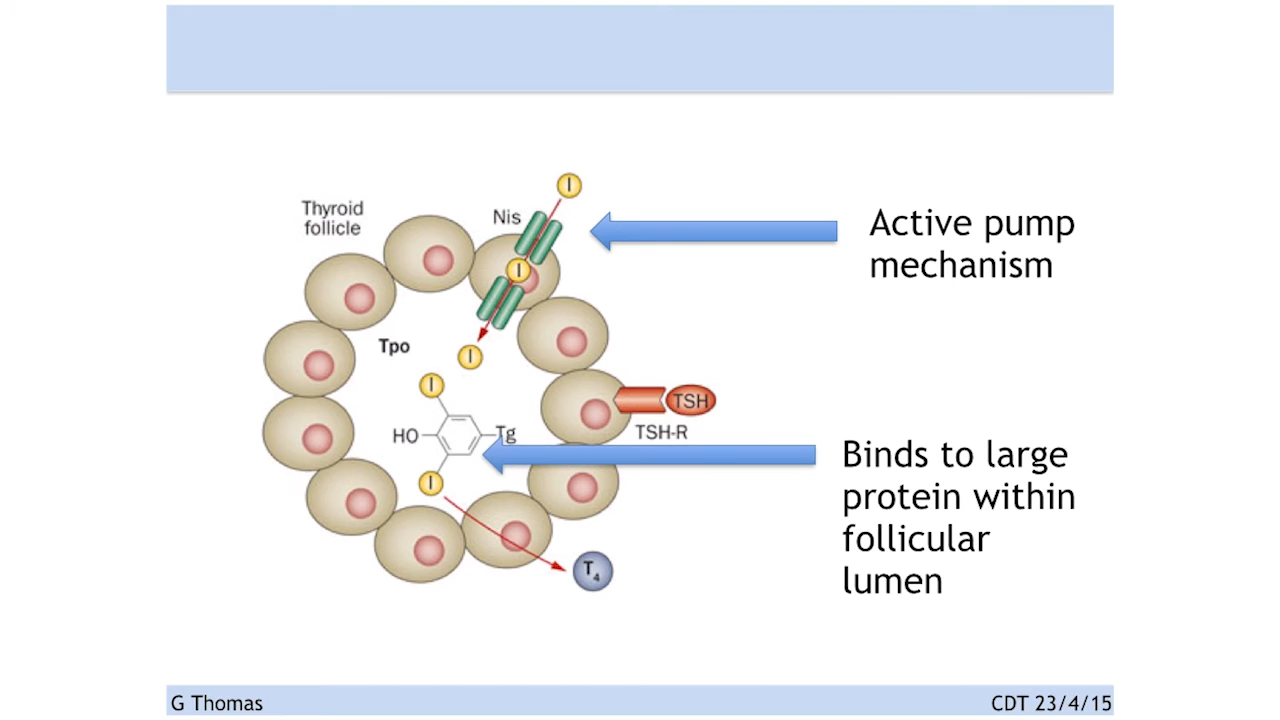 Thyroid
follicle
Nis
I
I
I
Active pump
mechanism
Tpo
I
HO
Tg
I
TSH
TSH-R
Binds to large
protein within
follicular
lumen
T4
G Thomas
CDT 23/4/15